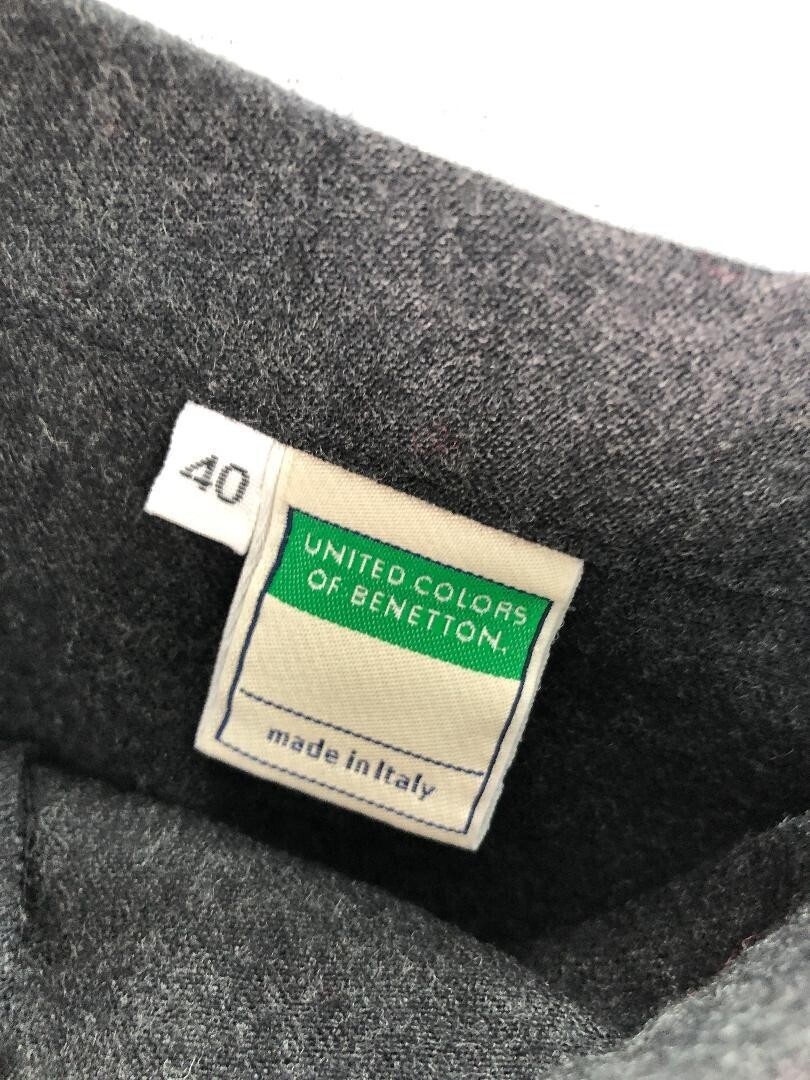 40
UNITED COLORS
OF BENETTON.
made in Italy